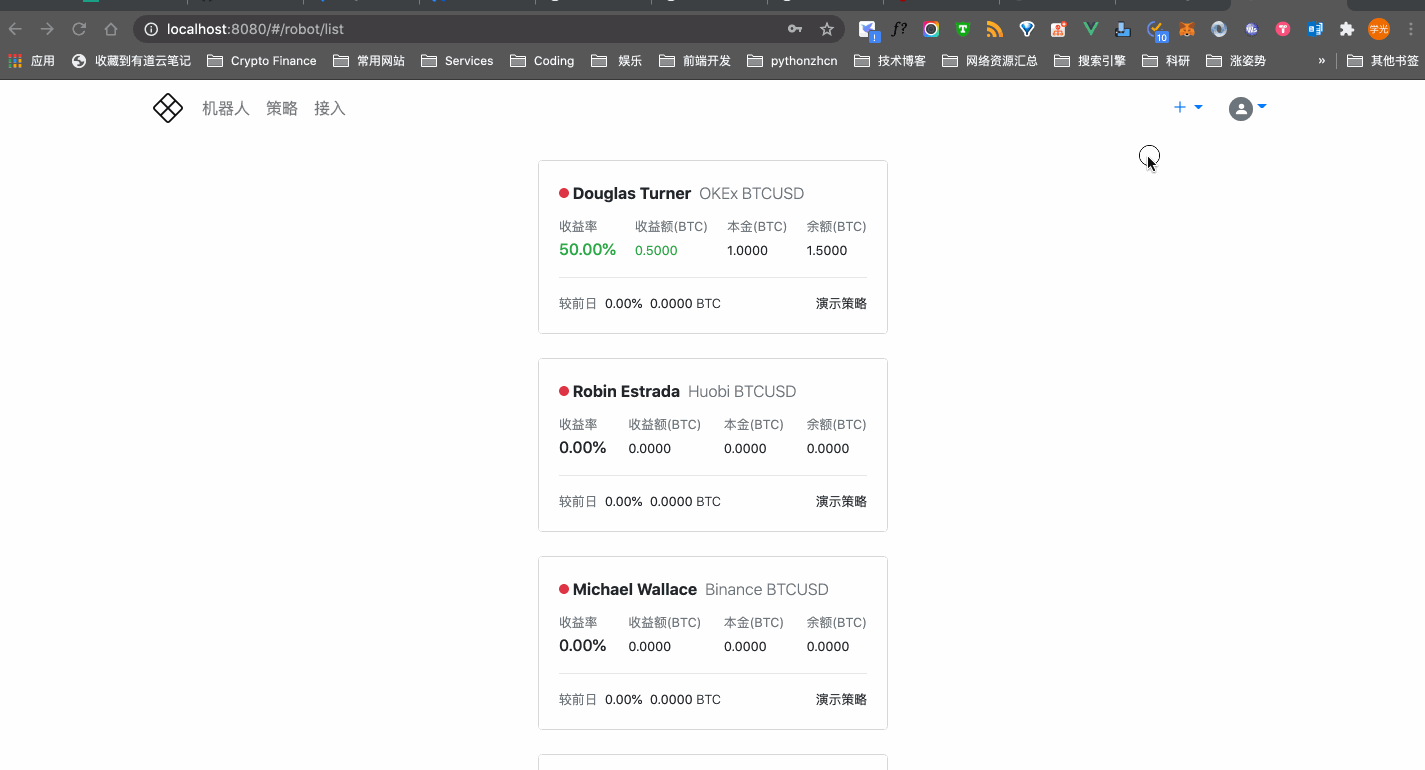 localhost:8080/#/robot/list
f?
10
学光
应用 收藏到有道云笔记 Crypto Finance 常用网站 Services Coding 娱乐 前端开发 pythonzhcn 技术博客 网络资源汇总 搜索引擎 科研 涨姿势 » 其他书签
机器人 策略 接入
Douglas Turner OKEx BTCUSD
收益率 收益额(BTC) 本金(BTC) 余额(BTC)
50.00% 0.5000 1.0000 1.5000
较前日 0.00% 0.0000 BTC 演示策略
Robin Estrada Huobi BTCUSD
收益率 收益额(BTC) 本金(BTC) 余额(BTC)
0.00% 0.0000 0.0000 0.0000
较前日 0.00% 0.0000 BTC 演示策略
Michael Wallace Binance BTCUSD
收益率 收益额(BTC) 本金(BTC) 余额(BTC)
0.00% 0.0000 0.0000 0.0000
较前日 0.00% 0.0000 BTC 演示策略